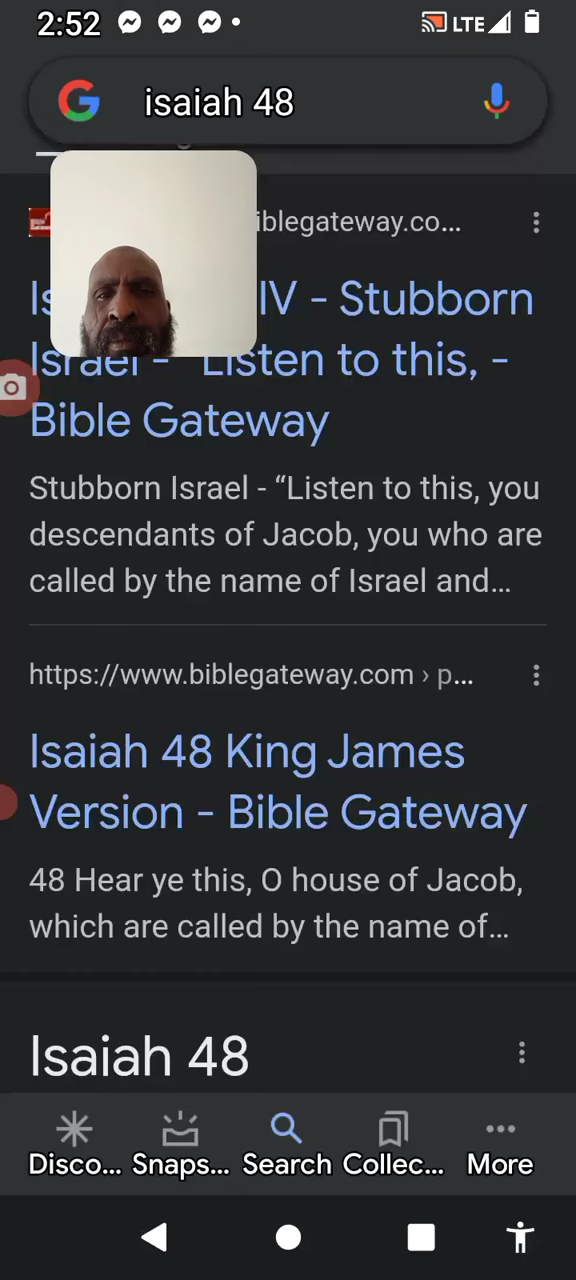 2:52 LTE
isaiah 48
iblegateway.co...
IV - Stubborn
Israel - "Listen to this, -
Bible Gateway
Stubborn Israel - “Listen to this, you
descendants of Jacob, you who are
called by the name of Israel and...
https://www.biblegateway.com › p...
Isaiah 48 King James
Version - Bible Gateway
48 Hear ye this, O house of Jacob,
which are called by the name of...
Isaiah 48
Disco... Snaps... Search Collec... More